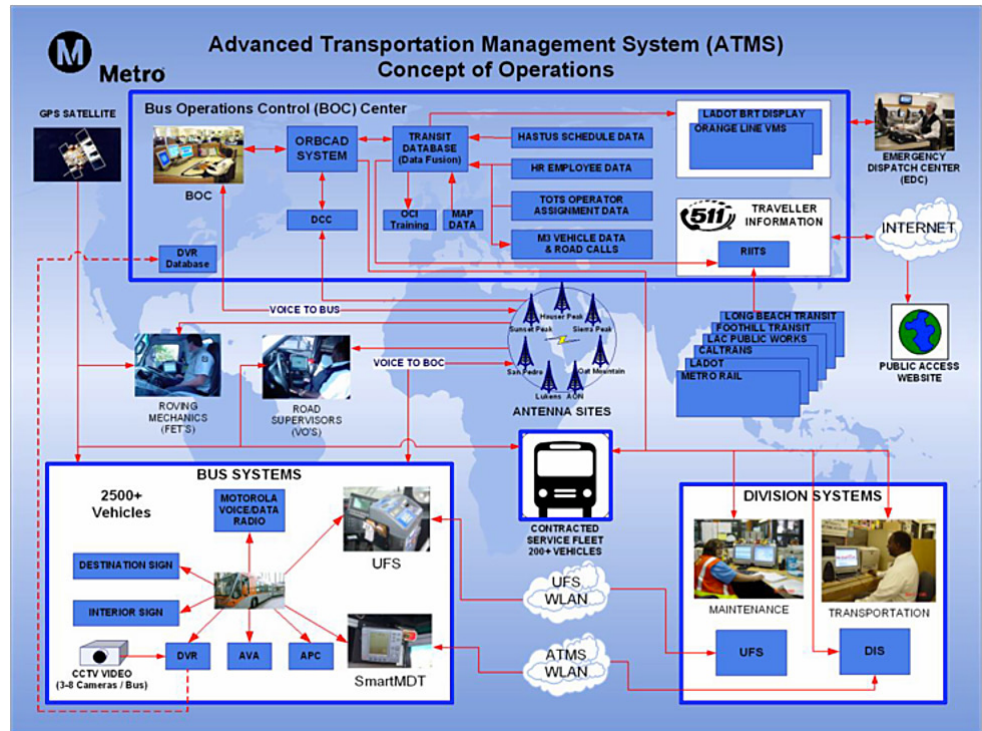 M
Metro
Advanced Transportation Management System (ATMS)
Concept of Operations
GPS SATELLITE
Bus Operations Control (BOC) Center
BOC
ORBCAD
SYSTEM
TRANSIT
DATABASE
(Data Fusion)
HASTUS SCHEDULE DATA
HR EMPLOYEE DATA
TOTS OPERATOR
ASSIGNMENT DATA
M3 VEHICLE DATA
& ROAD CALLS
DCC
OCI
Training
MAP
DATA
DVR
Database
LADOT BRT DISPLAY
ORANGE LINE VMS
511
TRAVELLER
INFORMATION
RIITS
EMERGENCY
DISPATCH CENTER
(EDC)
INTERNET
PUBLIC ACCESS
WEBSITE
VOICE TO BUS
VOICE TO BOC
Hauser Peak
Sunset Peak
Sierra Peak
San Pedro
Oat Mountain
Lukens
AON
ANTENNA SITES
LONG BEACH TRANSIT
FOOTHILL TRANSIT
LAC PUBLIC WORKS
CALTRANS
LADOT
METRO RAIL
ROVING
MECHANICS
(FET'S)
ROAD
SUPERVISORS
(VO'S)
BUS SYSTEMS
2500+
Vehicles
MOTOROLA
VOICE/DATA
RADIO
UFS
DESTINATION SIGN
INTERIOR SIGN
CCTV VIDEO
(3-8 Cameras / Bus)
DVR
AVA
APC
SmartMDT
CONTRACTED
SERVICE FLEET
200+ VEHICLES
UFS
WLAN
ATMS
WLAN
DIVISION SYSTEMS
MAINTENANCE
TRANSPORTATION
UFS
DIS